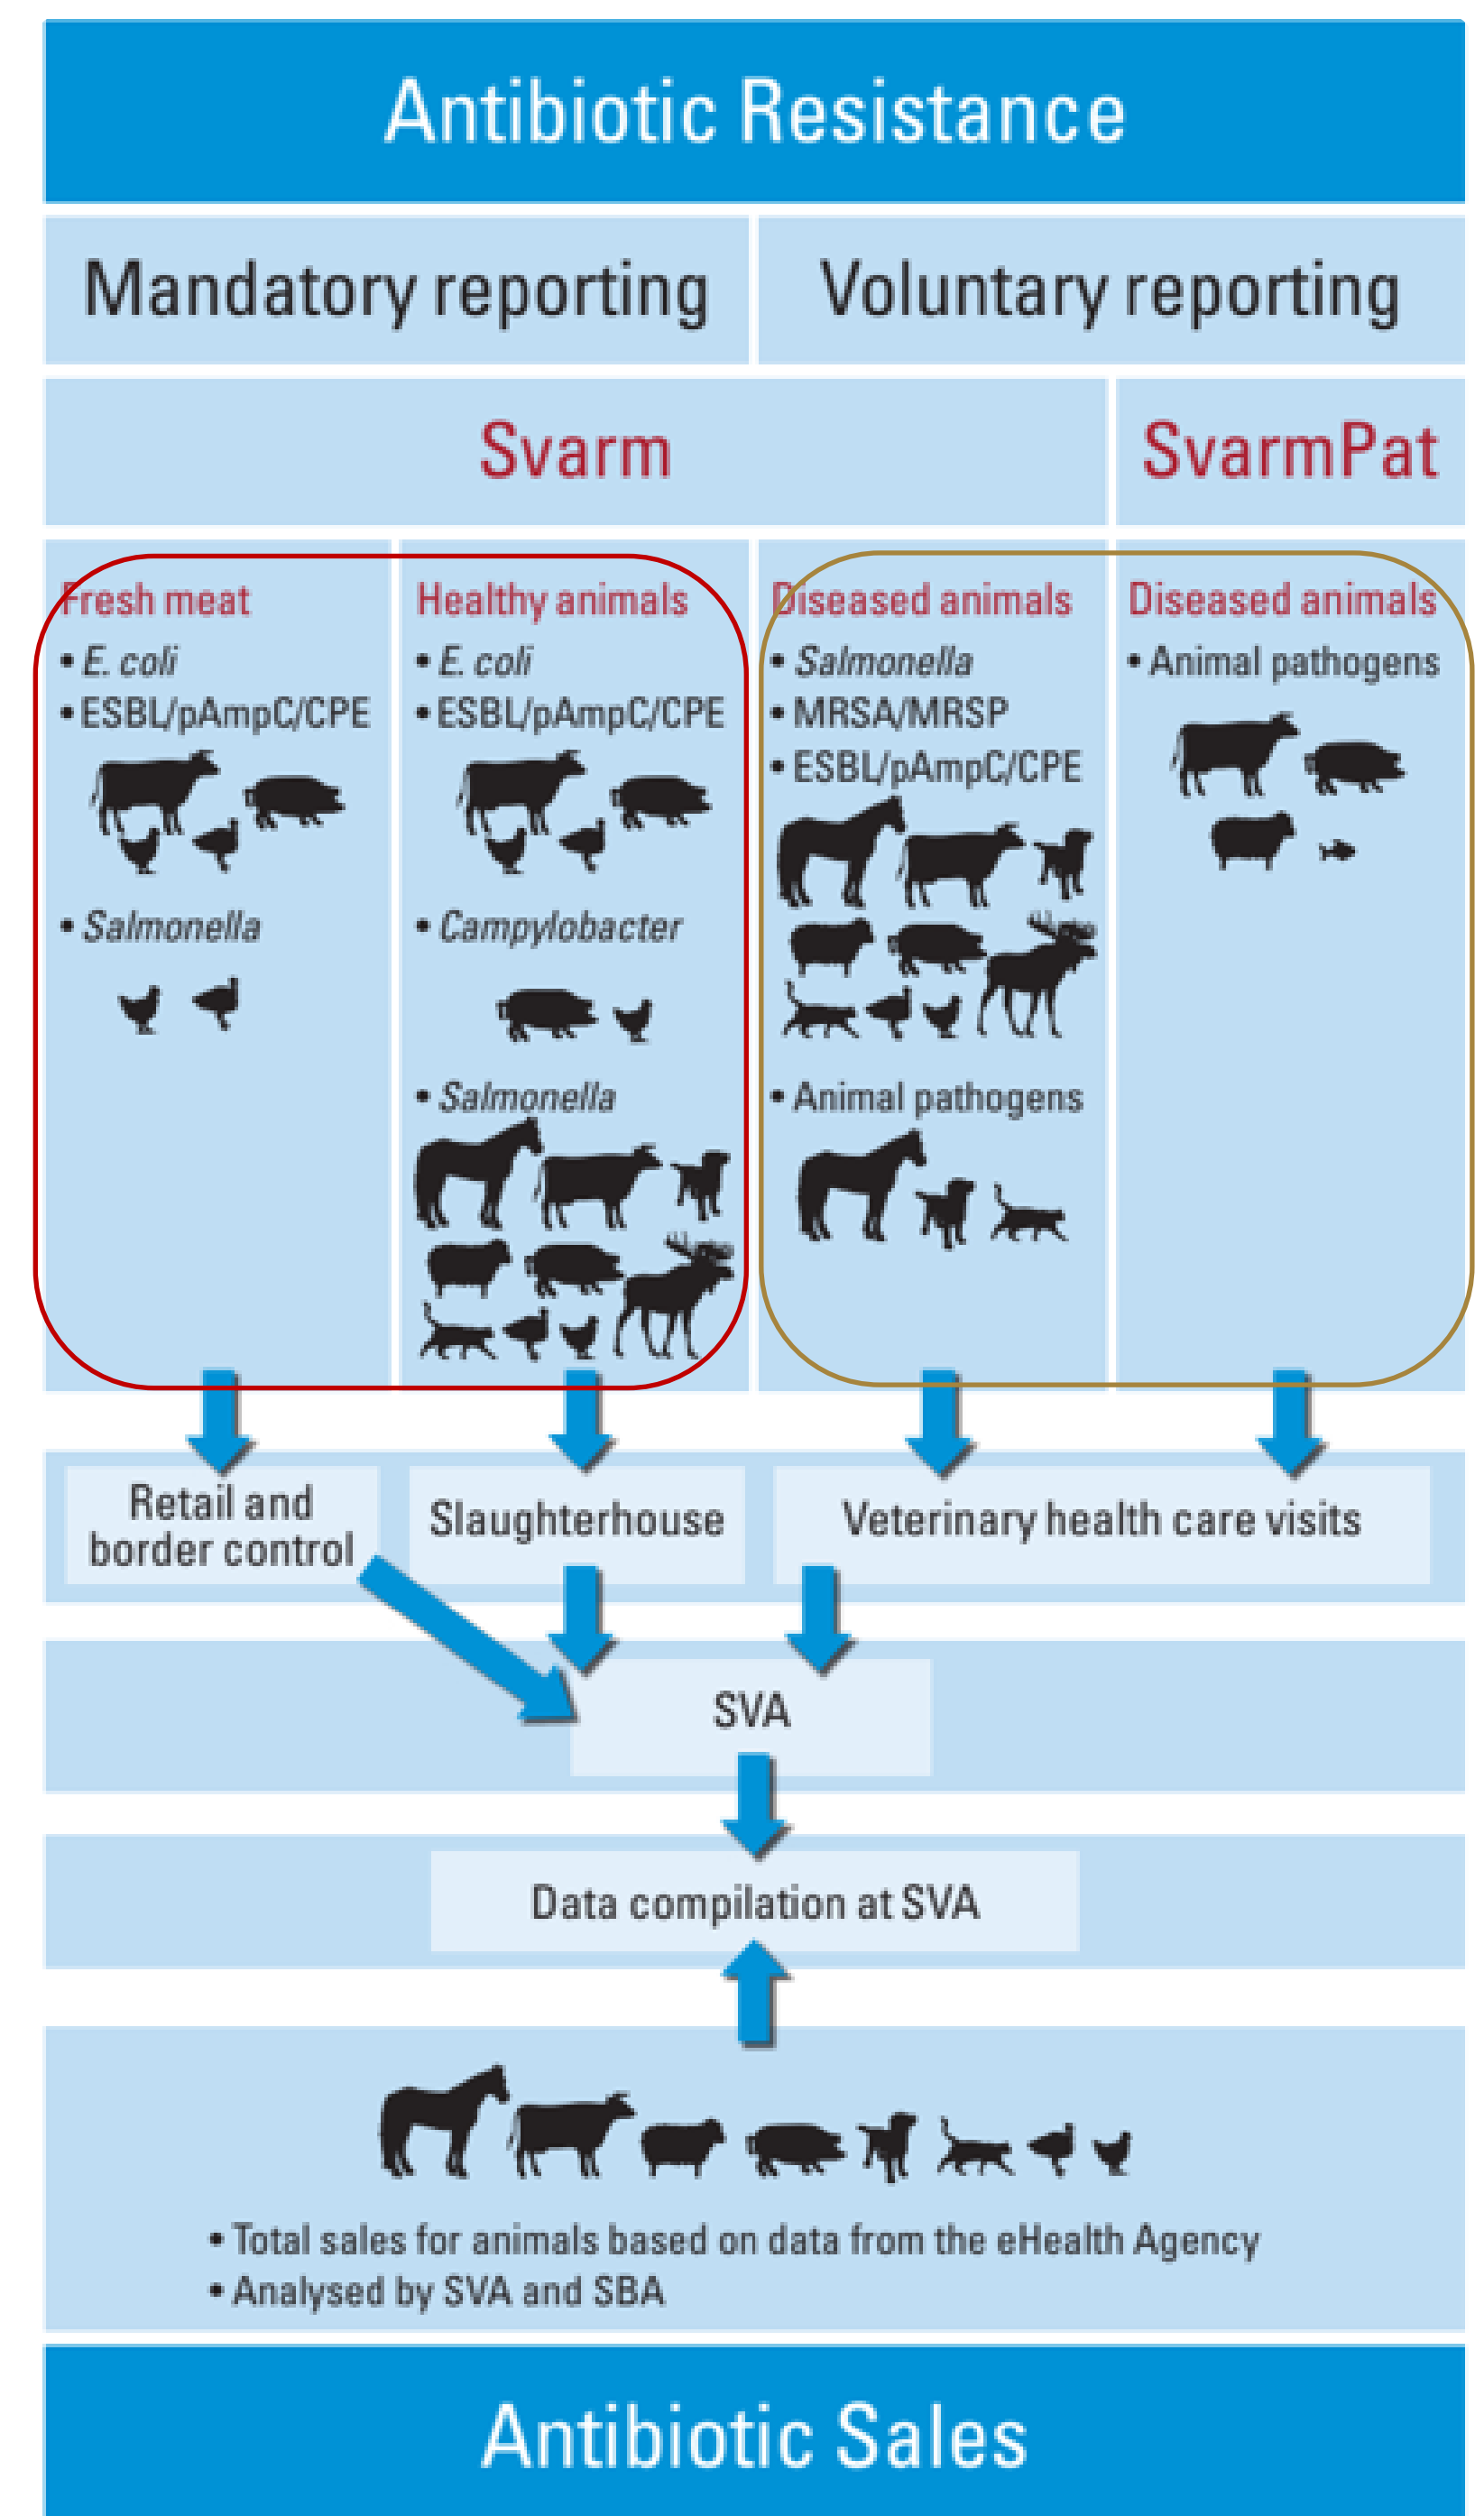 Antibiotic Resistance
Mandatory reporting
Voluntary reporting
Svarm
SvarmPat
Fresh meat
• E. coli
• ESBL/pAmpC/CPE
• Salmonella
Healthy animals
• E. coli
• ESBL/pAmpC/CPE
• Campylobacter
• Salmonella
Diseased animals
• Salmonella
• MRSA/MRSP
• ESBL/pAmpC/CPE
• Animal pathogens
Diseased animals
• Animal pathogens
Retail and
border control
Slaughterhouse
Veterinary health care visits
SVA
Data compilation at SVA
• Total sales for animals based on data from the eHealth Agency
• Analysed by SVA and SBA
Antibiotic Sales